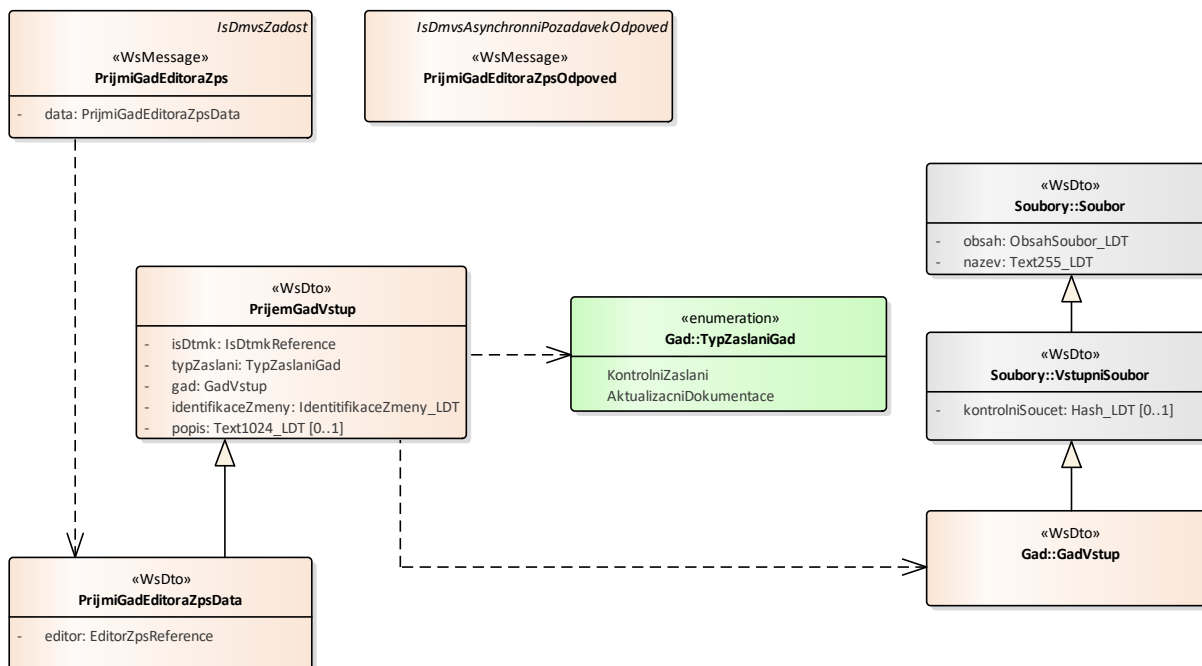 IsDmvsZadost
«WsMessage»
PrijmiGadEditoraZps
- data: PrijmiGadEditoraZpsData
IsDmvsAsynchronniPozadavekOdpoved
«WsMessage»
PrijmiGadEditoraZpsOdpoved
«WsDto»
Soubory::Soubor
- obsah: ObsahSoubor_LDT
- nazev: Text255_LDT
«WsDto»
PrijemGadVstup
- isDtmk: IsDtmkReference
- typZaslani: TypZaslaniGad
- gad: GadVstup
- identifikaceZmeny: IdentitifikaceZmeny_LDT
- popis: Text1024_LDT [0..1]
«enumeration»
Gad::TypZaslaniGad
KontrolniZaslani
AktualizacniDokumentace
«WsDto»
Soubory::VstupniSoubor
- kontrolniSoucet: Hash_LDT [0..1]
«WsDto»
Gad::GadVstup
«WsDto»
PrijmiGadEditoraZpsData
- editor: EditorZpsReference